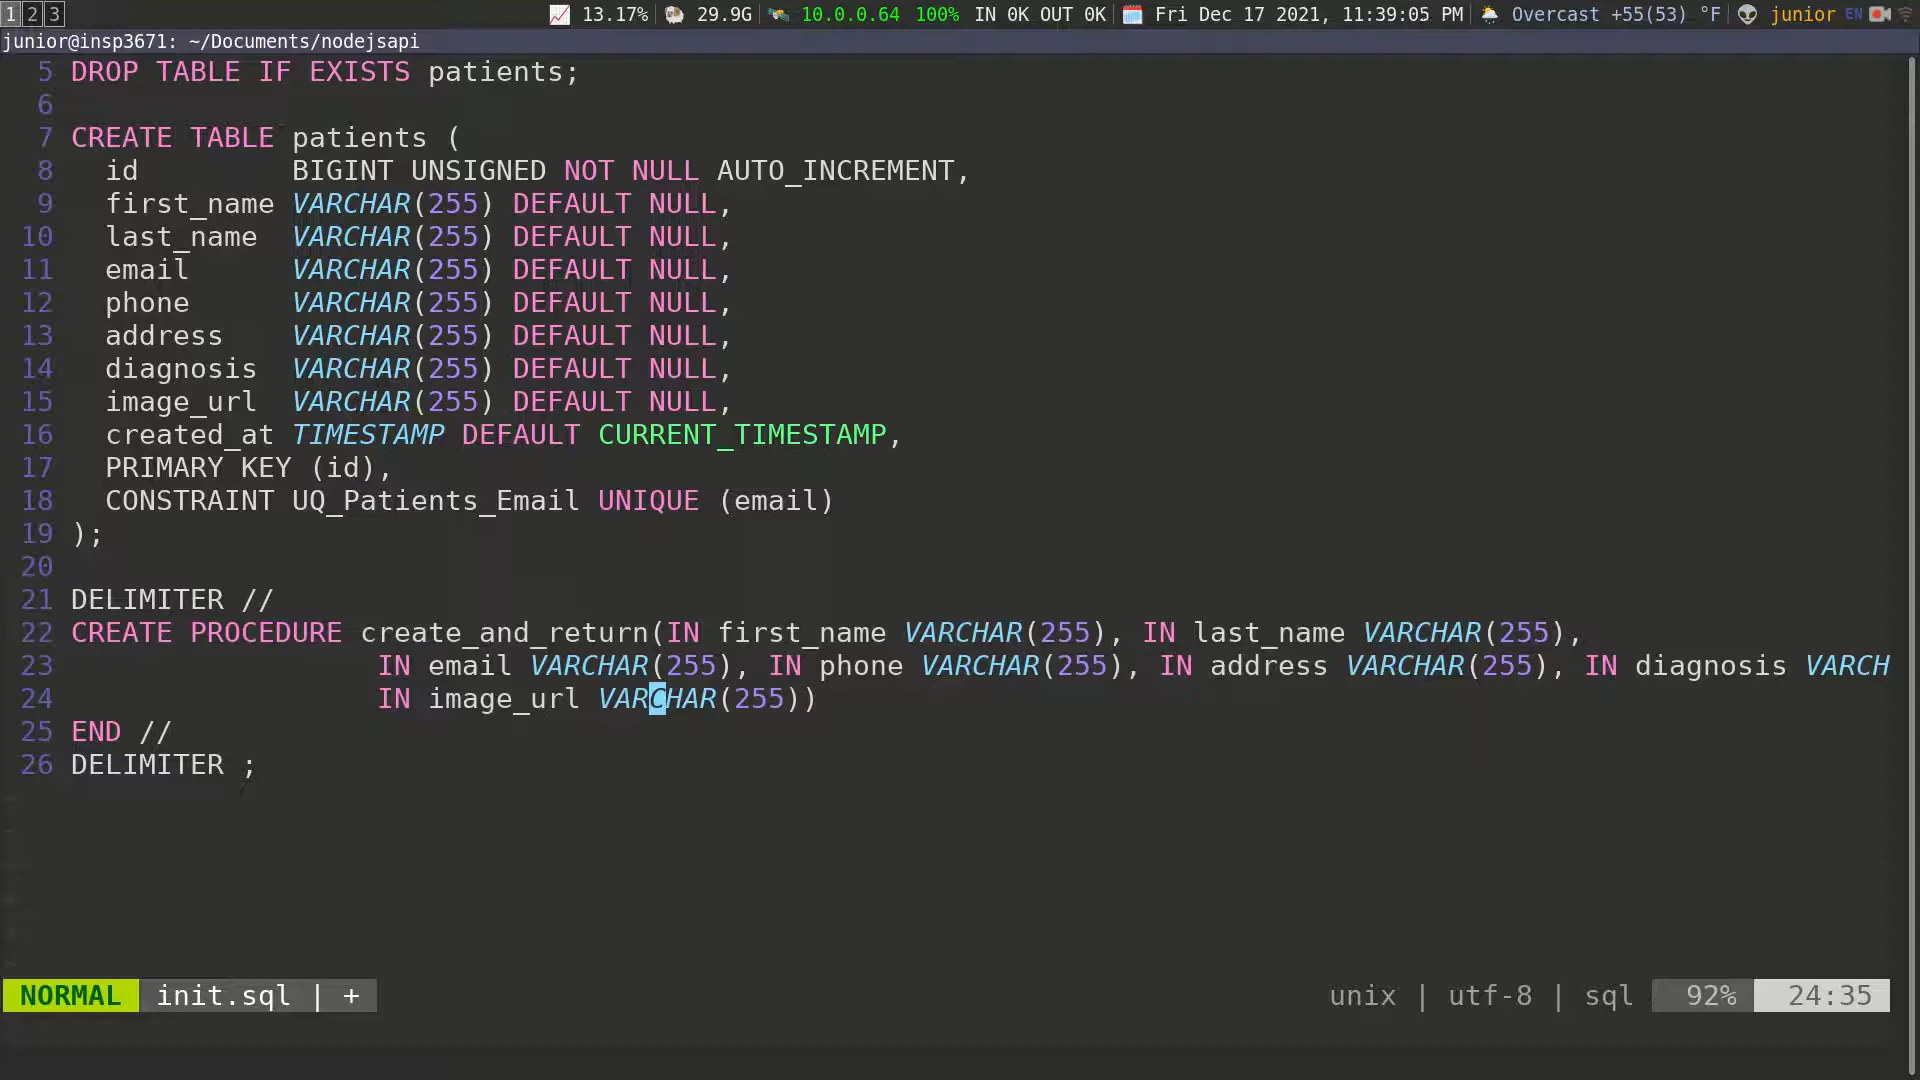 1 2 3 13.17% | 29.9G | 10.0.0.64 100% IN 0K OUT 0K | Fri Dec 17 2021, 11:39:05 PM | Overcast +55(53) °F | junior EN
junior@insp3671: ~/Documents/nodejsapi
5 DROP TABLE IF EXISTS patients;
6
7 CREATE TABLE patients (
8 id BIGINT UNSIGNED NOT NULL AUTO_INCREMENT,
9 first_name VARCHAR(255) DEFAULT NULL,
10 last_name VARCHAR(255) DEFAULT NULL,
11 email VARCHAR(255) DEFAULT NULL,
12 phone VARCHAR(255) DEFAULT NULL,
13 address VARCHAR(255) DEFAULT NULL,
14 diagnosis VARCHAR(255) DEFAULT NULL,
15 image_url VARCHAR(255) DEFAULT NULL,
16 created_at TIMESTAMP DEFAULT CURRENT_TIMESTAMP,
17 PRIMARY KEY (id),
18 CONSTRAINT UQ_Patients_Email UNIQUE (email)
19 );
20
21 DELIMITER //
22 CREATE PROCEDURE create_and_return(IN first_name VARCHAR(255), IN last_name VARCHAR(255),
23 IN email VARCHAR(255), IN phone VARCHAR(255), IN address VARCHAR(255), IN diagnosis VARCH
24 IN image_url VARCHAR(255))
25 END //
26 DELIMITER ;
NORMAL init.sql | + unix | utf-8 | sql 92% 24:35